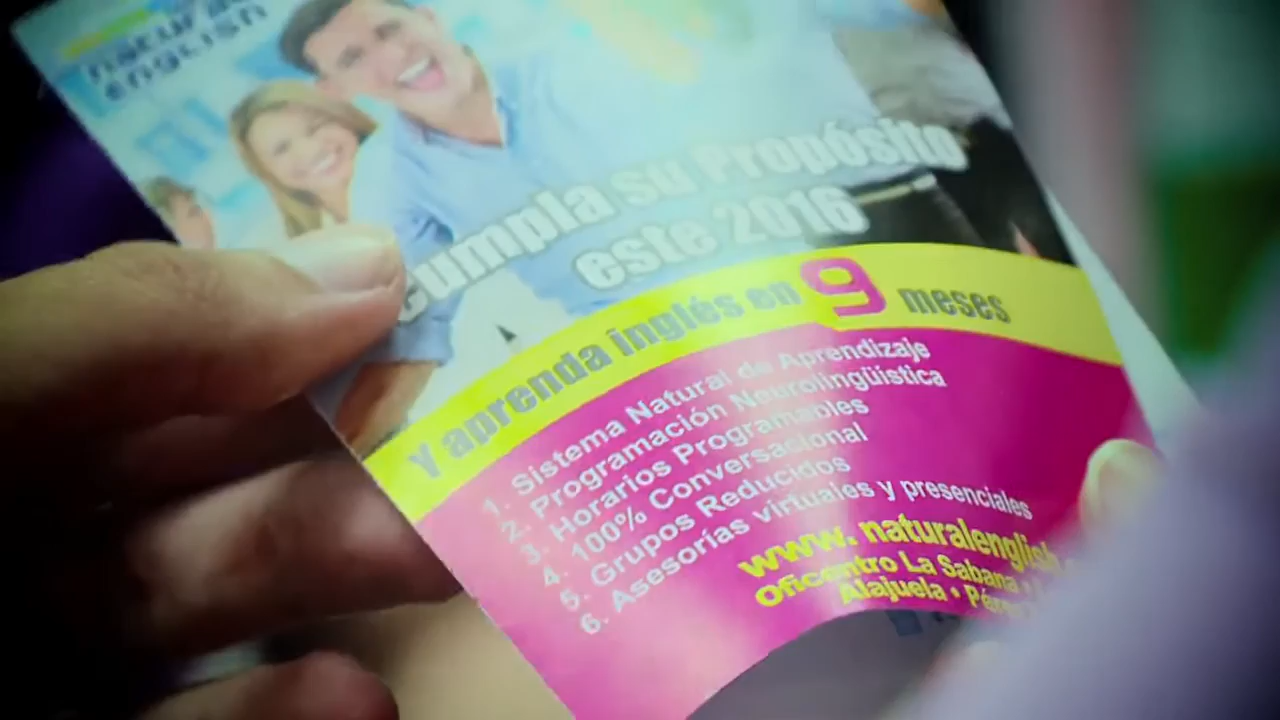 natural
english
Cumpla su Propósito
este 2016
Y aprenda inglés en 9 meses
1. Sistema Natural de Aprendizaje
2. Programación Neurolingüística
3. Horarios Programables
4. 100% Conversacional
5. Grupos Reducidos
6. Asesorías virtuales y presenciales
www. naturalenglish
Oficentro La Sabana
Alajuela •